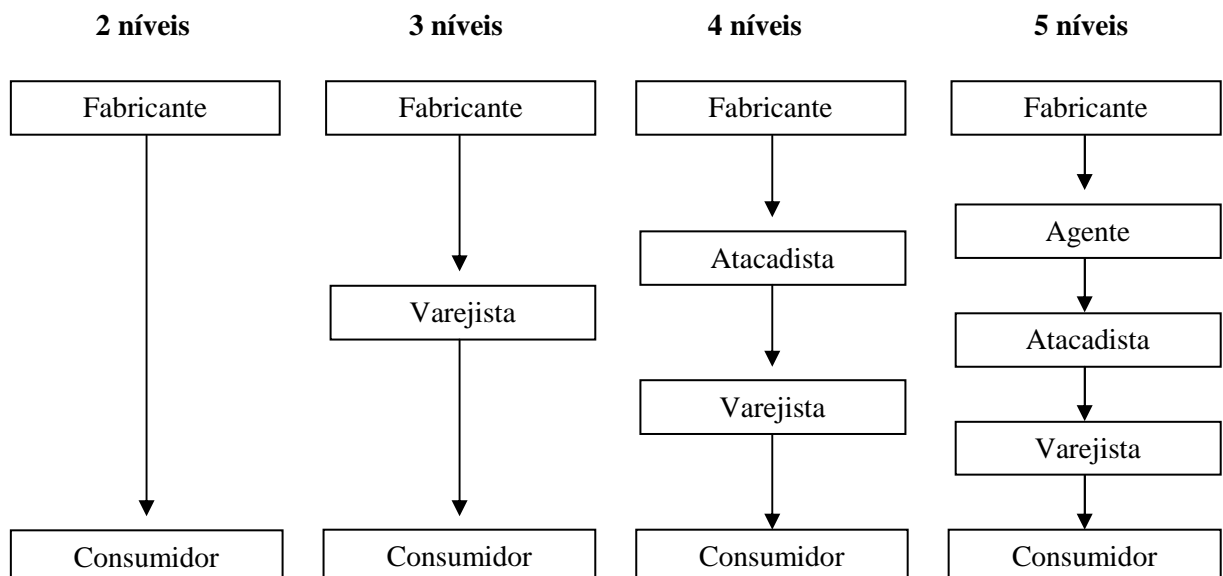 2 níveis
3 níveis
4 níveis
5 níveis
Fabricante
Fabricante
Fabricante
Fabricante
Agente
Atacadista
Varejista
Atacadista
Varejista
Varejista
Consumidor
Consumidor
Consumidor
Consumidor